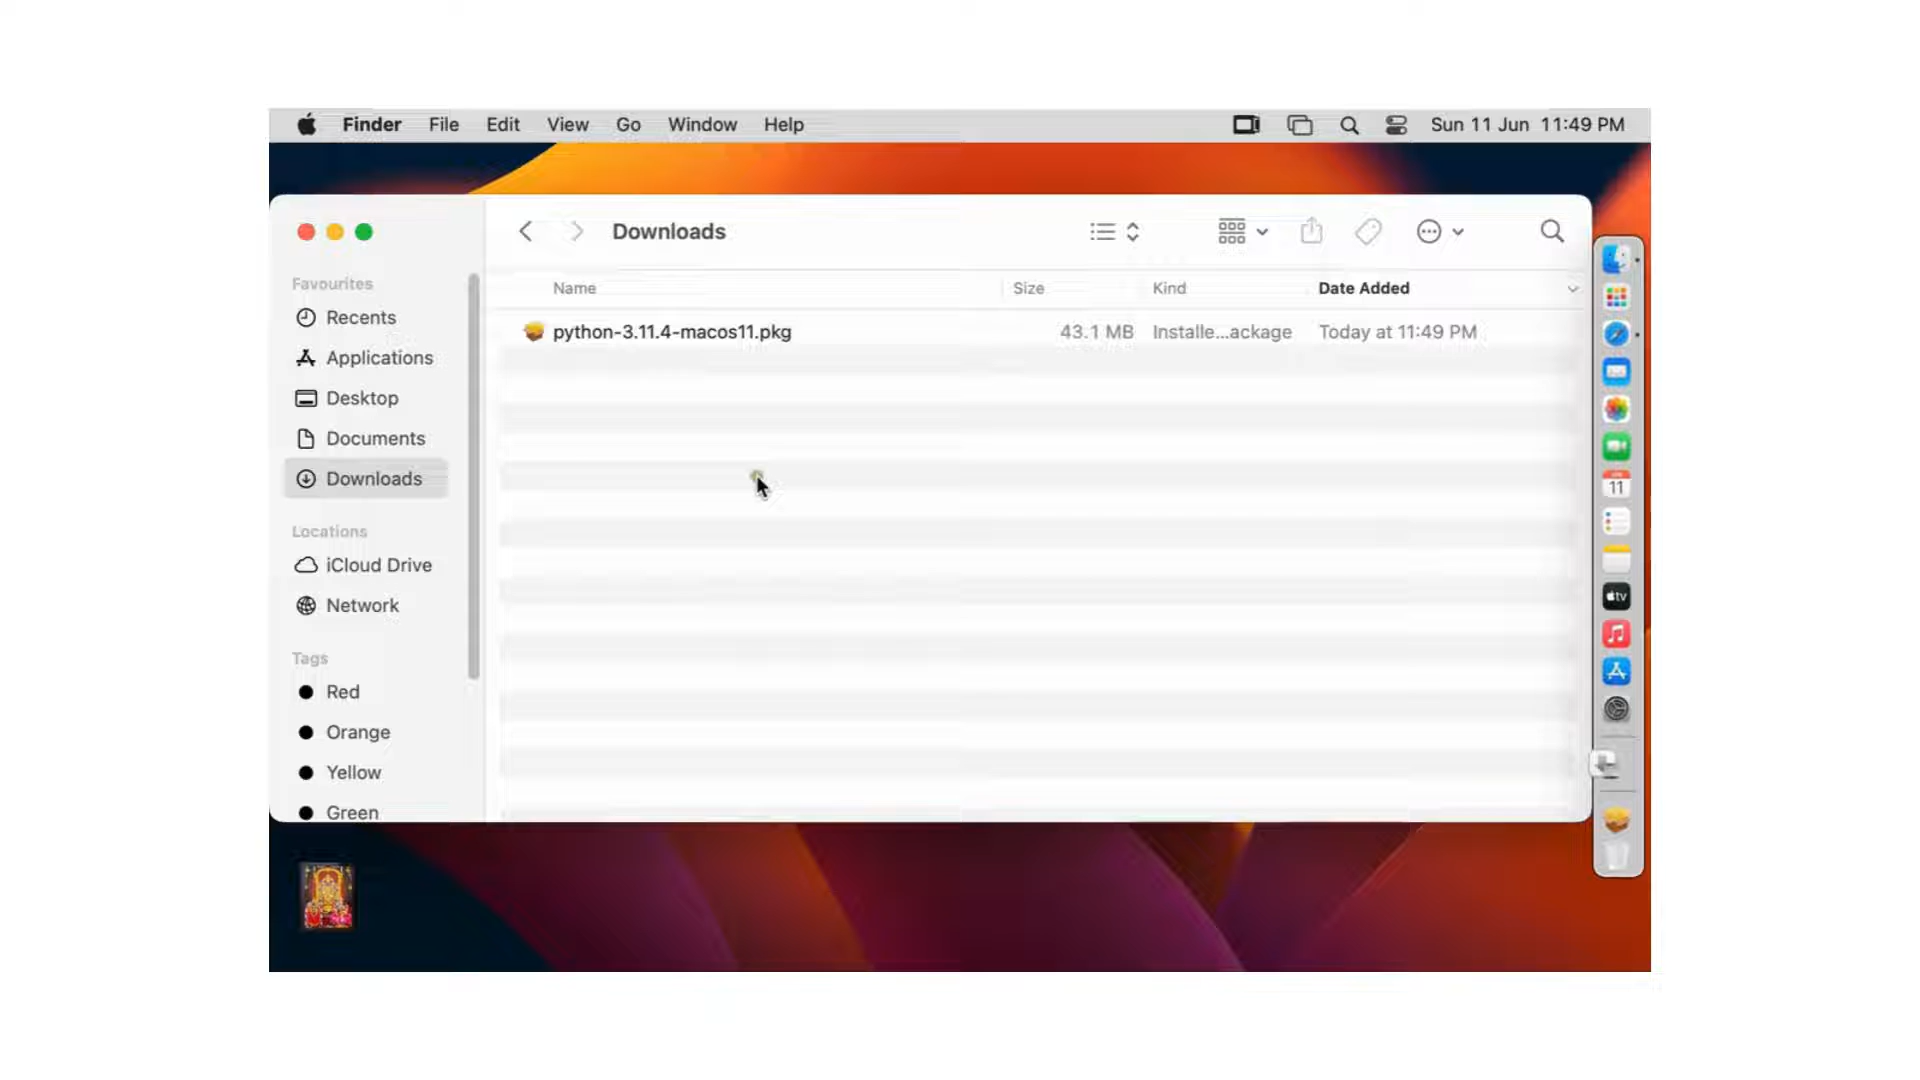 Finder File Edit View Go Window Help Sun 11 Jun 11:49 PM
Downloads
Favourites
Recents
Applications
Desktop
Documents
Downloads
Locations
iCloud Drive
Network
Tags
Red
Orange
Yellow
Green
Name Size Kind Date Added
python-3.11.4-macos11.pkg 43.1 MB Installe...ackage Today at 11:49 PM
11
tv